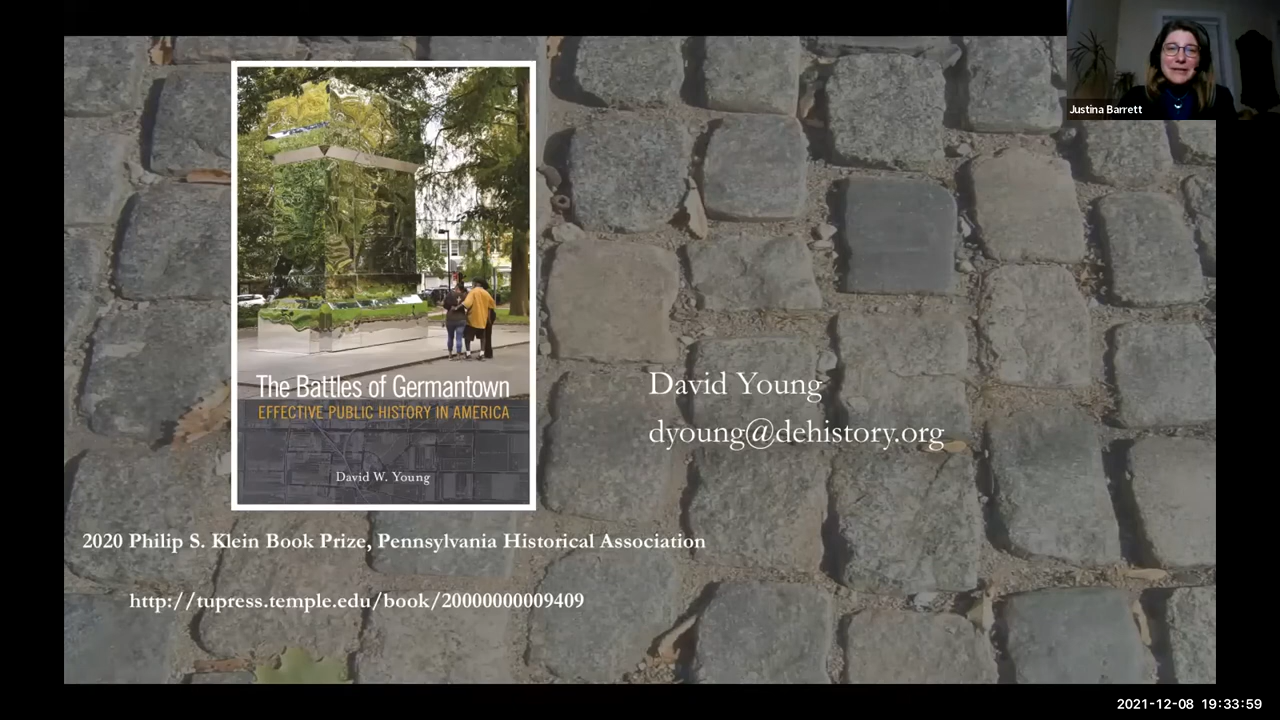 Justina Barrett
The Battles of Germantown
EFFECTIVE PUBLIC HISTORY IN AMERICA
David W. Young
David Young
dyoung@dehistory.org
2020 Philip S. Klein Book Prize, Pennsylvania Historical Association
http://tupress.temple.edu/book/20000000009409
2021-12-08 19:33:59